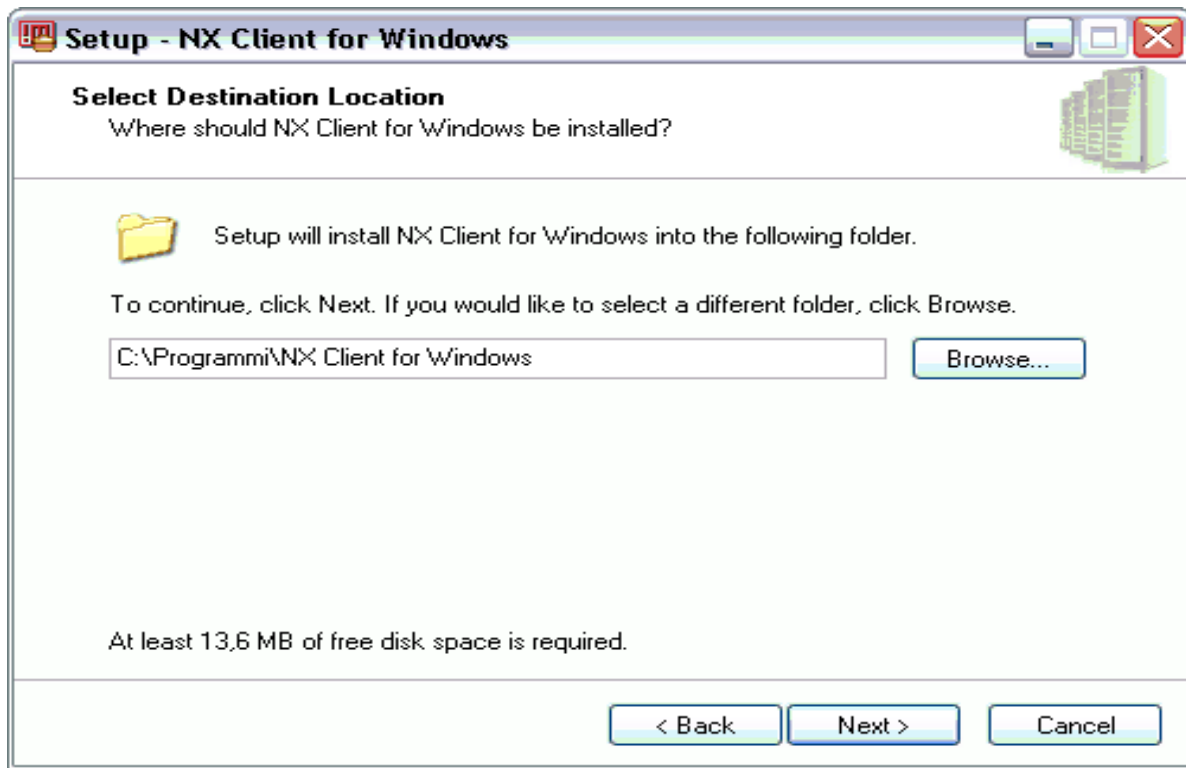 Setup - NX Client for Windows
Select Destination Location
Where should NX Client for Windows be installed?
Setup will install NX Client for Windows into the following folder.
To continue, click Next. If you would like to select a different folder, click Browse.
C:\Programmi\NX Client for Windows
Browse...
At least 13,6 MB of free disk space is required.
< Back
Next >
Cancel